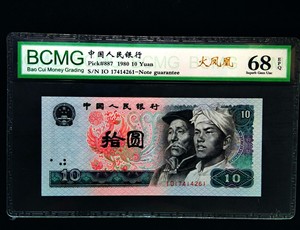 BCMG
Bao Cui Money Grading
中国人民银行
Pick#887 1980 10 Yuan
S/N IO 17414261=Note guarantee
火凤凰
68 EPQ
Superb Gem Unc
中国人民银行
10
拾圆
IO17414261
10
10